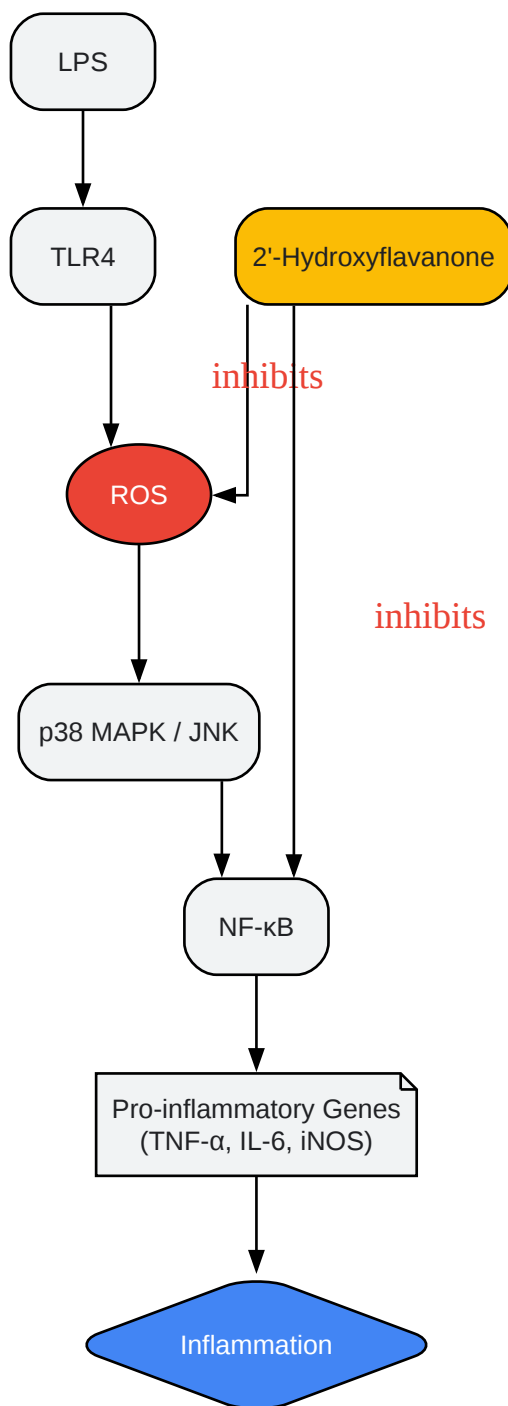 LPS
TLR4
2'-Hydroxyflavanone
inhibits
ROS
inhibits
p38 MAPK / JNK
NF-κB
Pro-inflammatory Genes
(TNF-α, IL-6, iNOS)
Inflammation